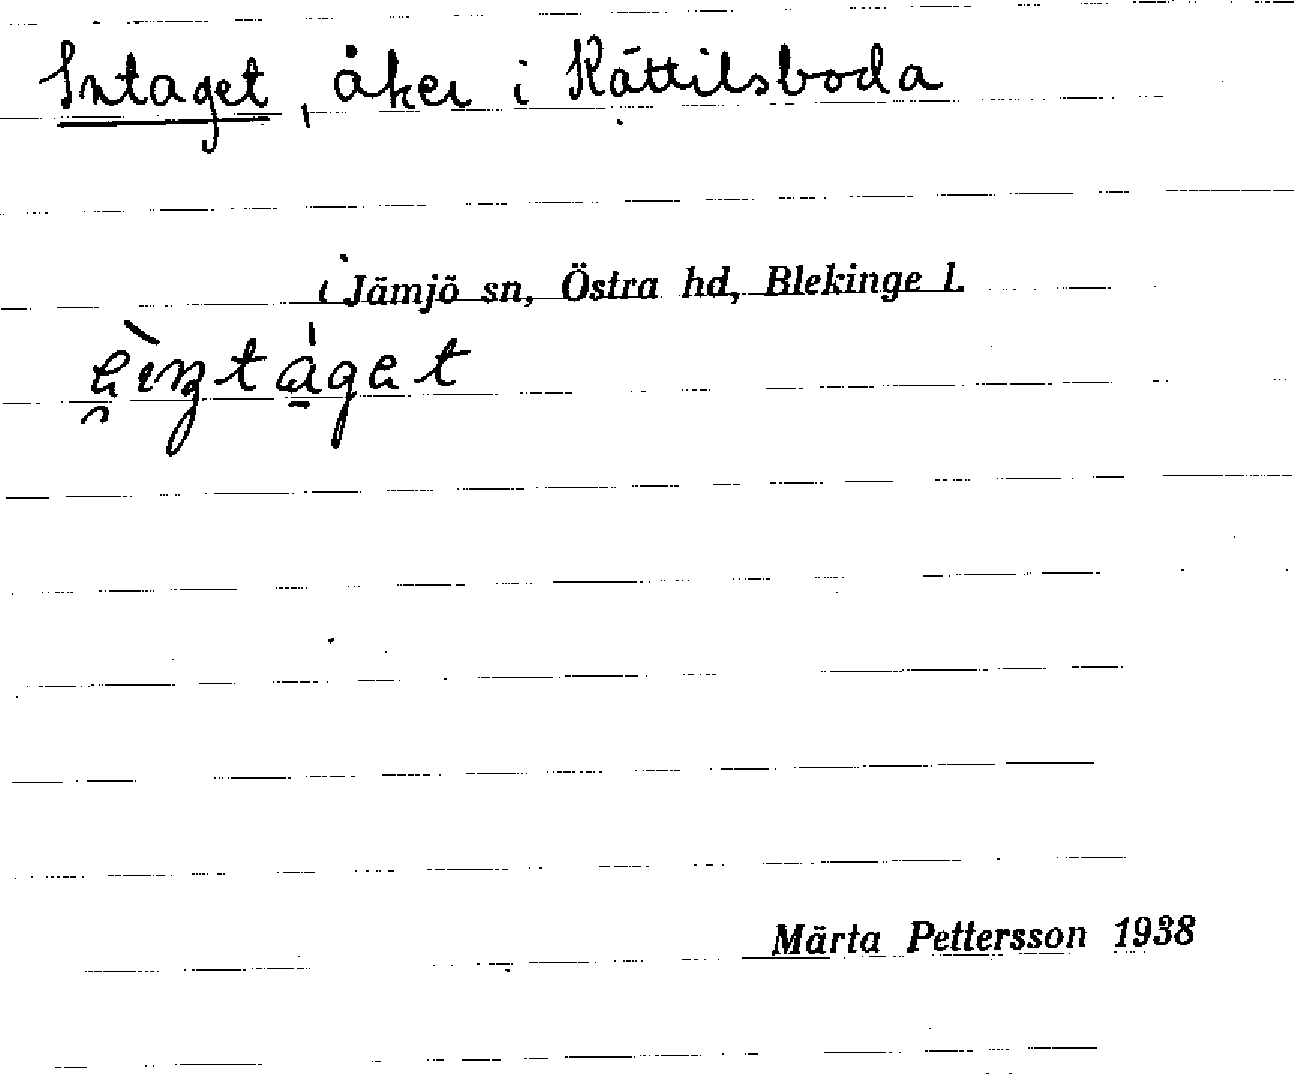 Intaget, åker i Kättilsboda
i Jämjö sn, Östra hd, Blekinge l.
Märta Pettersson 1938